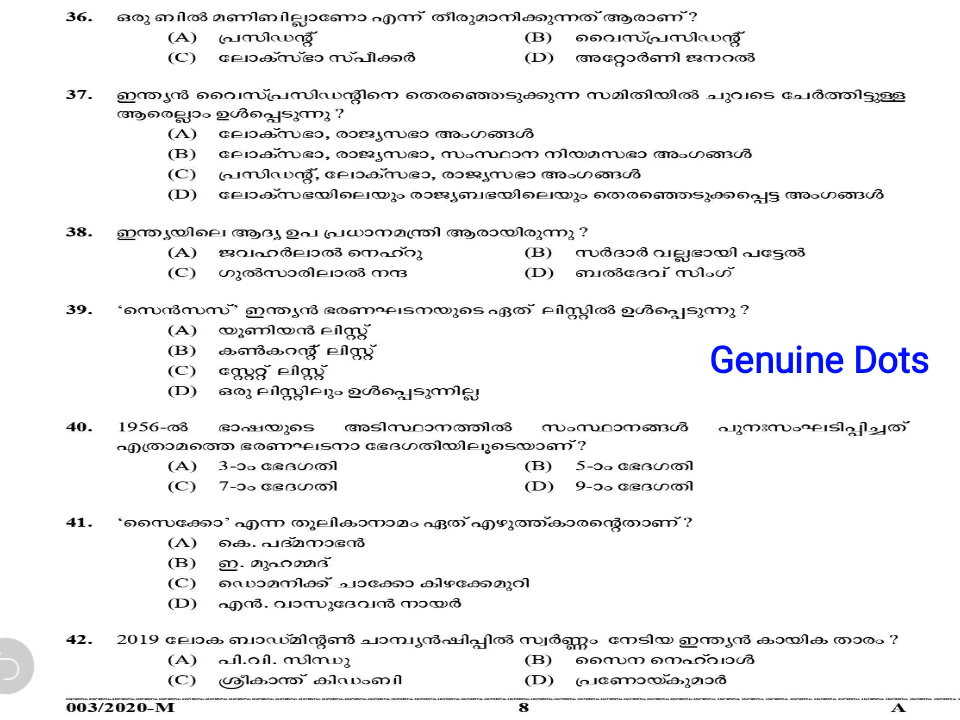 36. ഒരു ബിൽ മണിബില്ലാണോ എന്ന് തീരുമാനിക്കുന്നത് ആരാണ് ?
(A) പ്രസിഡന്റ് (B) വൈസ്പ്രസിഡന്റ്
(C) ലോക്സ്ഭാ സ്പീക്കർ (D) അറ്റോർണി ജനറൽ
37. ഇന്ത്യൻ വൈസ്പ്രസിഡന്റിനെ തെരഞ്ഞെടുക്കുന്ന സമിതിയിൽ ചുവടെ ചേർത്തിട്ടുള്ള
ആരെല്ലാം ഉൾപ്പെടുന്നു ?
(A) ലോക്സഭാ, രാജ്യസഭാ അംഗങ്ങൾ
(B) ലോക്സഭാ, രാജ്യസഭാ, സംസ്ഥാന നിയമസഭാ അംഗങ്ങൾ
(C) പ്രസിഡന്റ്, ലോക്സഭാ, രാജ്യസഭാ അംഗങ്ങൾ
(D) ലോക്സഭയിലെയും രാജ്യബഭയിലെയും തെരഞ്ഞെടുക്കപ്പെട്ട അംഗങ്ങൾ
38. ഇന്ത്യയിലെ ആദ്യ ഉപ പ്രധാനമന്ത്രി ആരായിരുന്നു ?
(A) ജവഹർലാൽ നെഹ്റു (B) സർദാർ വല്ലഭായി പട്ടേൽ
(C) ഗുൽസാരിലാൽ നന്ദ (D) ബൽദേവ് സിംഗ്
39. ‘സെൻസസ്’ ഇന്ത്യൻ ഭരണഘടനയുടെ ഏത് ലിസ്റ്റിൽ ഉൾപ്പെടുന്നു ?
(A) യൂണിയൻ ലിസ്റ്റ്
(B) കൺകറന്റ് ലിസ്റ്റ്
Genuine Dots
(C) സ്റ്റേറ്റ് ലിസ്റ്റ്
(D) ഒരു ലിസ്റ്റിലും ഉൾപ്പെടുന്നില്ല
40. 1956-ൽ ഭാഷയുടെ അടിസ്ഥാനത്തിൽ സംസ്ഥാനങ്ങൾ പുനഃസംഘടിപ്പിച്ചത്
എത്രാമത്തെ ഭരണഘടനാ ഭേദഗതിയിലൂടെയാണ് ?
(A) 3-ാം ഭേദഗതി (B) 5-ാം ഭേദഗതി
(C) 7-ാം ഭേദഗതി (D) 9-ാം ഭേദഗതി
41. ‘സൈക്കോ’ എന്ന തൂലികാനാമം ഏത് എഴുത്ത്കാരന്റെതാണ് ?
(A) കെ. പദ്മനാഭൻ
(B) ഇ. മുഹമ്മദ്
(C) ഡൊമനിക്ക് ചാക്കോ കിഴക്കേമുറി
(D) എൻ. വാസുദേവൻ നായർ
42. 2019 ലോക ബാഡ്മിന്റൺ ചാമ്പ്യൻഷിപ്പിൽ സ്വർണ്ണം നേടിയ ഇന്ത്യൻ കായിക താരം ?
(A) പി.വി. സിന്ധു (B) സൈന നെഹ്വാൾ
(C) ശ്രീകാന്ത് കിഡംബി (D) പ്രണോയ്കുമാർ
003/2020-M 8 A